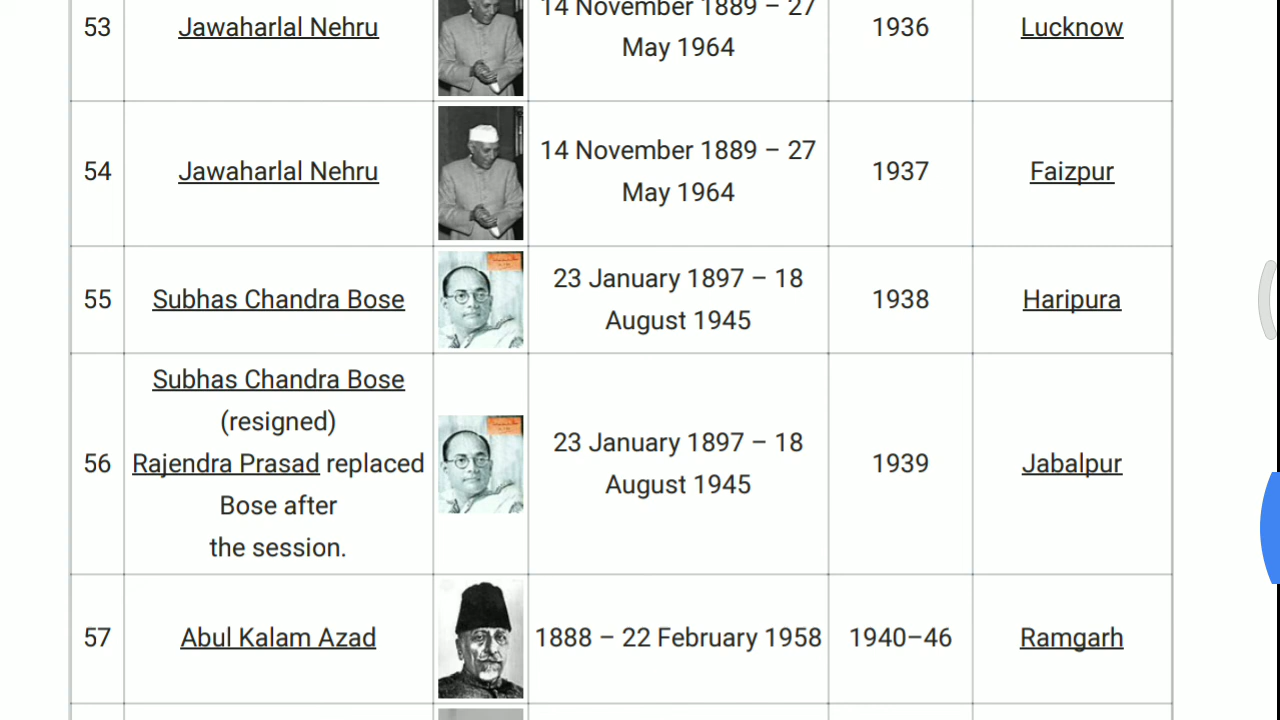 53
Jawaharlal Nehru
14 November 1889 – 27
May 1964
1936
Lucknow
54
Jawaharlal Nehru
14 November 1889 – 27
May 1964
1937
Faizpur
55
Subhas Chandra Bose
23 January 1897 – 18
August 1945
1938
Haripura
56
Subhas Chandra Bose
(resigned)
Rajendra Prasad replaced
Bose after
the session.
23 January 1897 – 18
August 1945
1939
Jabalpur
57
Abul Kalam Azad
1888 – 22 February 1958
1940–46
Ramgarh